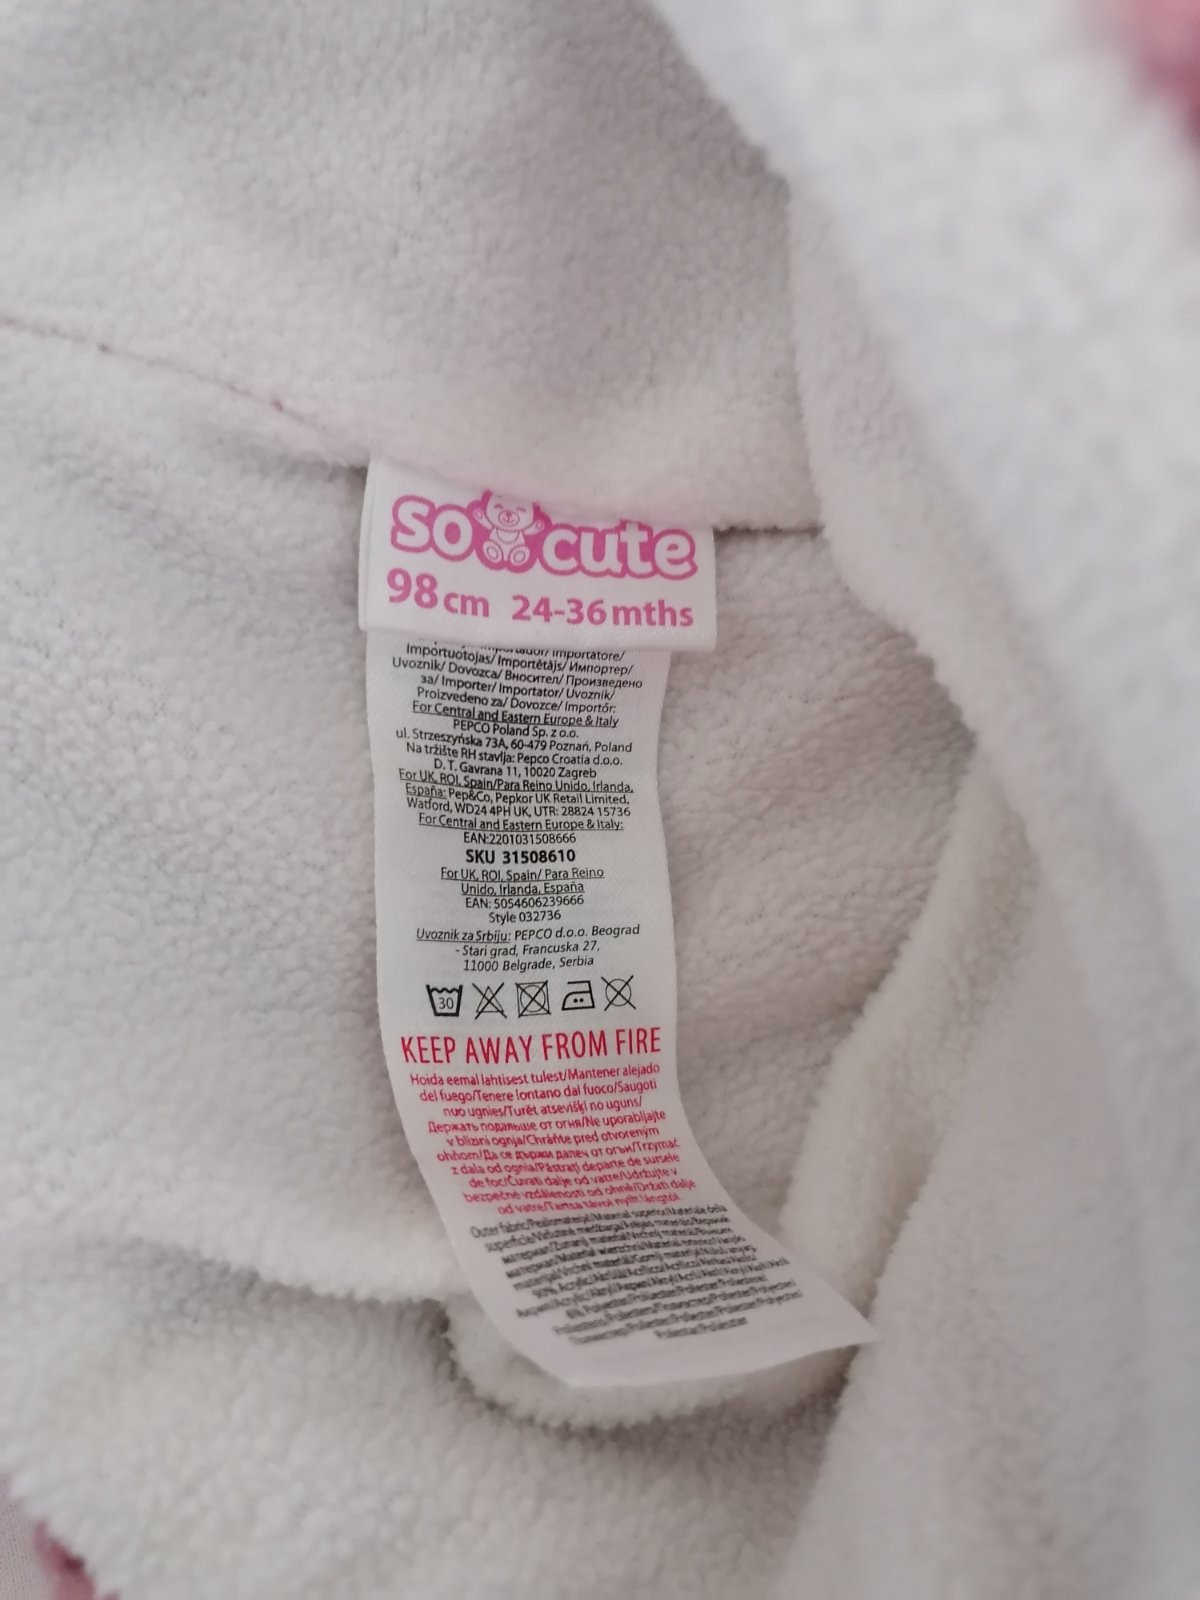 so cute
98cm 24-36mths
Importatore/
Importuotojas/ Importētājs/ Импортер/
Uvoznik/ Dovozca/ Вносител/ Произведено
за/ Importer/ Importator/ Uvoznik/
Proizvedeno za/ Dovozce/ Importőr:
For Central and Eastern Europe & Italy
PEPCO Poland Sp. z o.o.
ul. Strzeszyńska 73A, 60-479 Poznań, Poland
Na tržište RH stavlja: Pepco Croatia d.o.o.
D. T. Gavrana 11, 10020 Zagreb
For UK, ROI, Spain/Para Reino Unido, Irlanda,
España: Pep&Co, Pepkor UK Retail Limited,
Watford, WD24 4PH UK, UTR: 28824 15736
For Central and Eastern Europe & Italy:
EAN:2201031508666
SKU 31508610
For UK, ROI, Spain/ Para Reino
Unido, Irlanda, España
EAN: 5054606239666
Style 032736
Uvoznik za Srbiju: PEPCO d.o.o. Beograd
- Stari grad, Francuska 27,
11000 Belgrade, Serbia
30
KEEP AWAY FROM FIRE
Hoida eemal lahtisest tulest/Mantener alejado
del fuego/Tenere lontano dal fuoco/Saugoti
nuo ugnies/Turēt atsevišķi no uguns/
Держать подальше от огня/Ne uporabljajte
v bližini ognja/Chráňte pred otvoreným
ohňom/Да се държи далеч от огън/Trzymać
z dala od ognia/Păstrați departe de sursele
de foc/Čuvati dalje od vatre/Udržujte v
bezpečné vzdálenosti od ohně/Držati dalje
od vatre/Tartsa távol nyílt lángtól.
Outer fabric/Pealismaterjal/Material superior/Materiale della